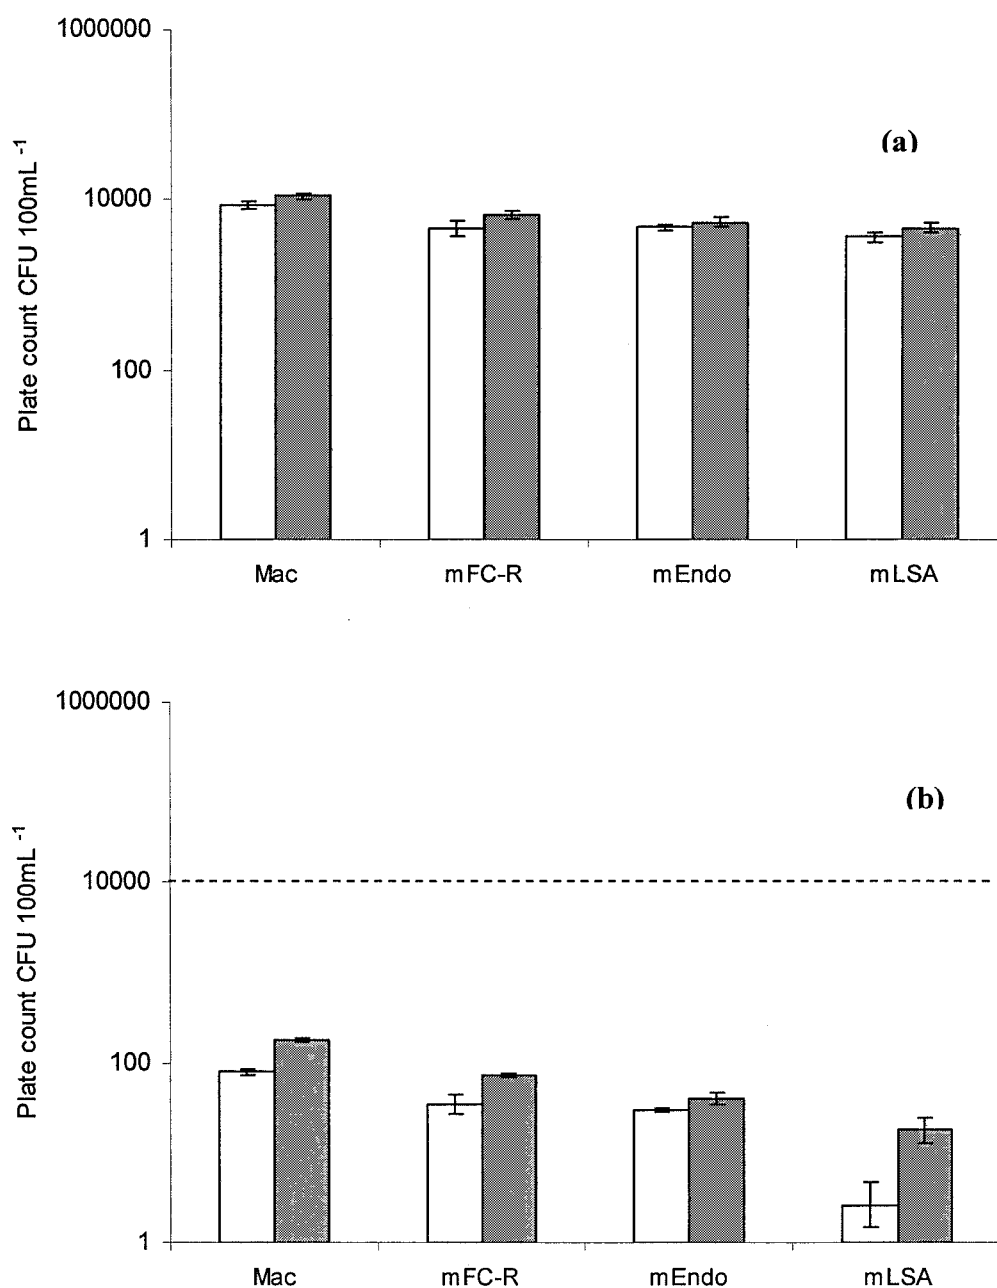 1000000
(a)
10000
Plate count CFU 100mL⁻¹
100
1
Mac mFC-R mEndo mLSA
1000000
(b)
10000
Plate count CFU 100mL⁻¹
100
1
Mac mFC-R mEndo mLSA